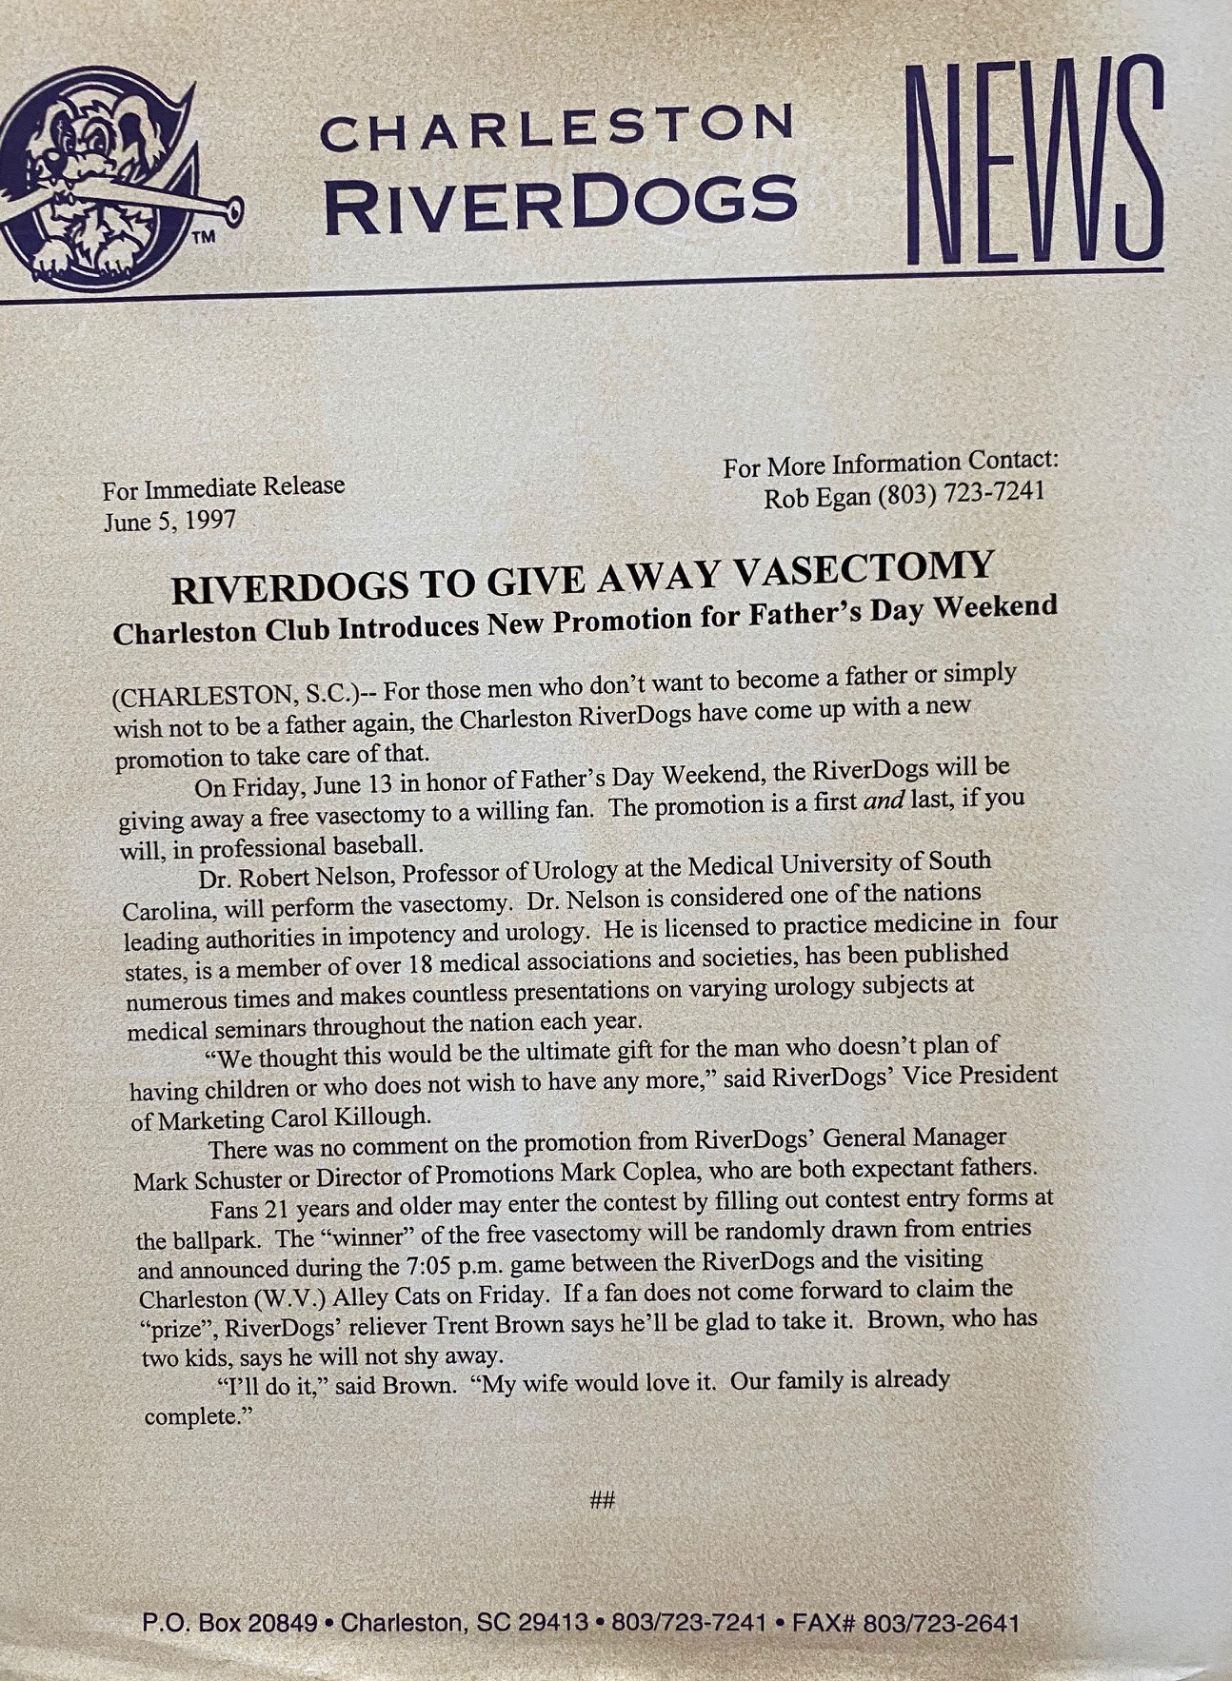 CHARLESTON
RIVERDOGS
NEWS
TM
For Immediate Release
June 5, 1997
For More Information Contact:
Rob Egan (803) 723-7241
RIVERDOGS TO GIVE AWAY VASECTOMY
Charleston Club Introduces New Promotion for Father’s Day Weekend
(CHARLESTON, S.C.)-- For those men who don’t want to become a father or simply
wish not to be a father again, the Charleston RiverDogs have come up with a new
promotion to take care of that.
On Friday, June 13 in honor of Father’s Day Weekend, the RiverDogs will be
giving away a free vasectomy to a willing fan. The promotion is a first and last, if you
will, in professional baseball.
Dr. Robert Nelson, Professor of Urology at the Medical University of South
Carolina, will perform the vasectomy. Dr. Nelson is considered one of the nations
leading authorities in impotency and urology. He is licensed to practice medicine in four
states, is a member of over 18 medical associations and societies, has been published
numerous times and makes countless presentations on varying urology subjects at
medical seminars throughout the nation each year.
“We thought this would be the ultimate gift for the man who doesn’t plan of
having children or who does not wish to have any more,” said RiverDogs’ Vice President
of Marketing Carol Killough.
There was no comment on the promotion from RiverDogs’ General Manager
Mark Schuster or Director of Promotions Mark Coplea, who are both expectant fathers.
Fans 21 years and older may enter the contest by filling out contest entry forms at
the ballpark. The “winner” of the free vasectomy will be randomly drawn from entries
and announced during the 7:05 p.m. game between the RiverDogs and the visiting
Charleston (W.V.) Alley Cats on Friday. If a fan does not come forward to claim the
“prize”, RiverDogs’ reliever Trent Brown says he’ll be glad to take it. Brown, who has
two kids, says he will not shy away.
“I’ll do it,” said Brown. “My wife would love it. Our family is already
complete.”
##
P.O. Box 20849 • Charleston, SC 29413 • 803/723-7241 • FAX# 803/723-2641